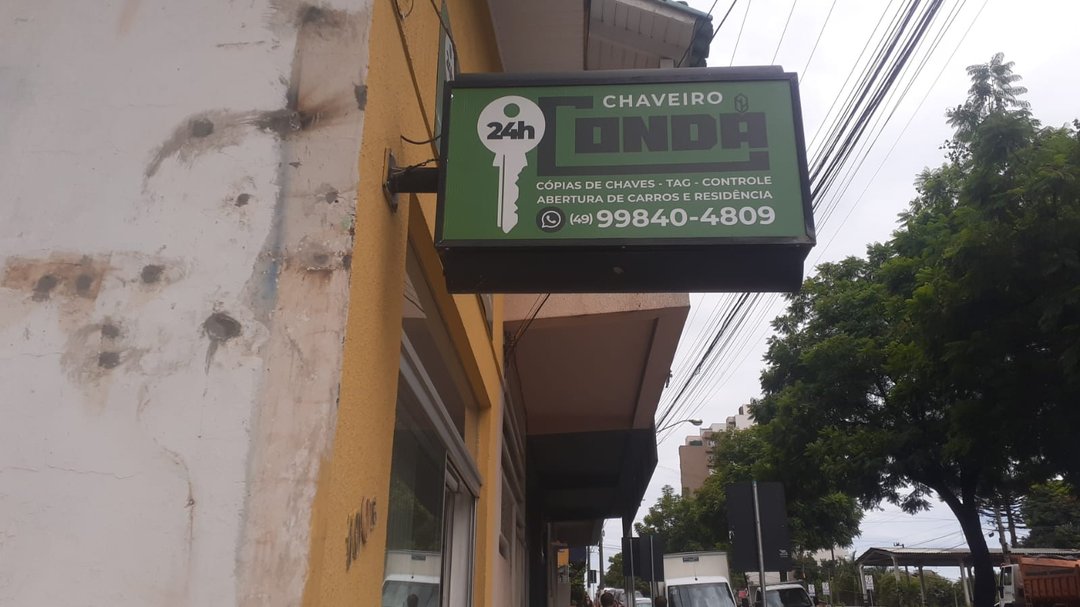 CHAVEIRO
24h
CONDA
CÓPIAS DE CHAVES - TAG - CONTROLE
ABERTURA DE CARROS E RESIDÊNCIA
(49) 99840-4809